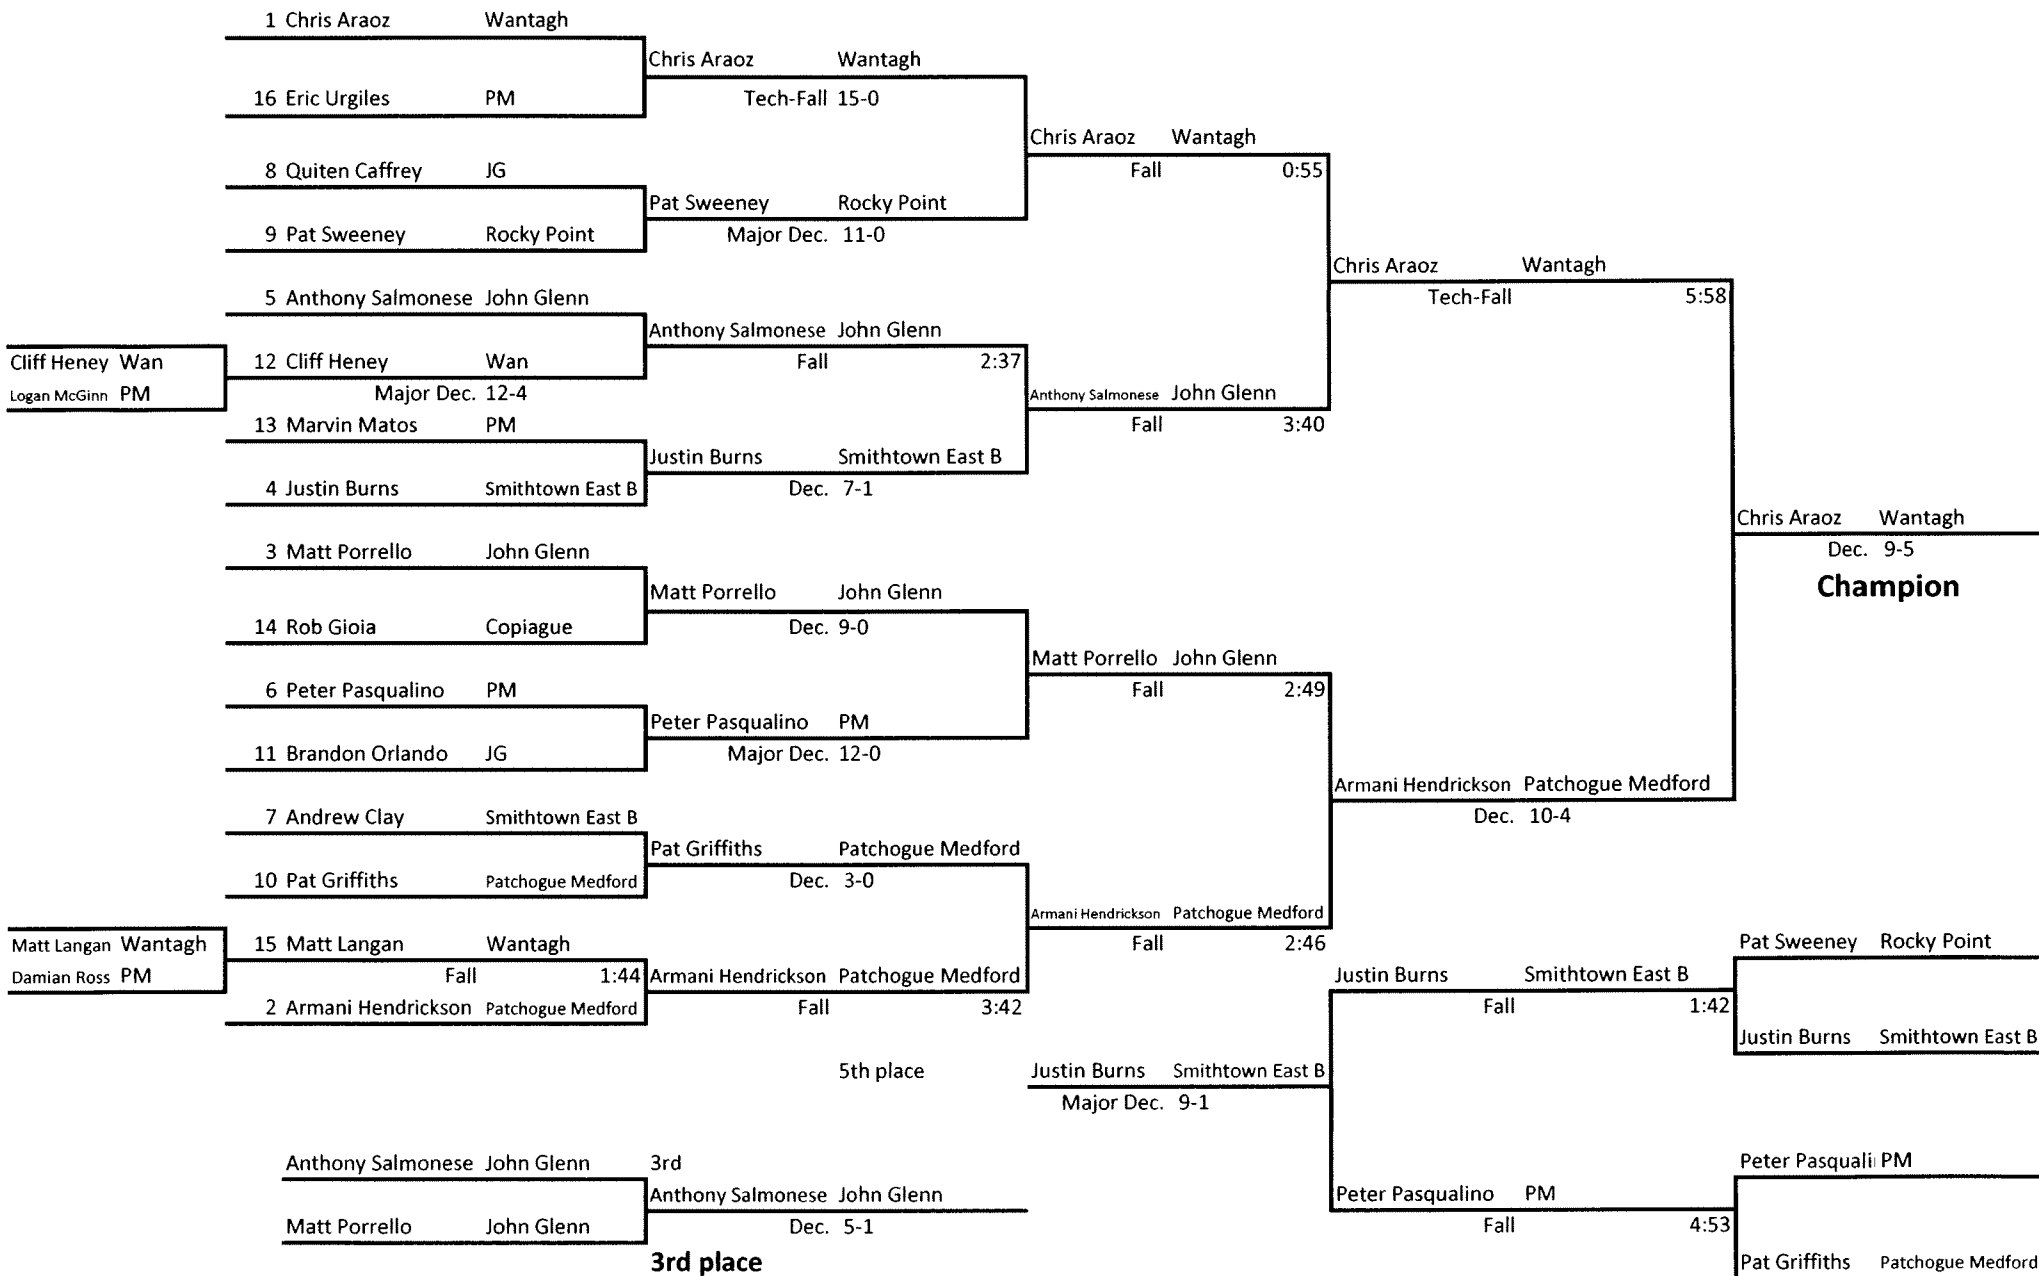 1 Chris Araoz Wantagh
Chris Araoz Wantagh
16 Eric Urgiles PM
Tech-Fall 15-0
Chris Araoz Wantagh
Fall 0:55
8 Quiten Caffrey JG
Pat Sweeney Rocky Point
9 Pat Sweeney Rocky Point
Major Dec. 11-0
Chris Araoz Wantagh
Tech-Fall 5:58
5 Anthony Salmonese John Glenn
Anthony Salmonese John Glenn
Cliff Heney Wan
12 Cliff Heney Wan
Fall 2:37
Logan McGinn PM
Major Dec. 12-4
Anthony Salmonese John Glenn
Fall 3:40
13 Marvin Matos PM
Justin Burns Smithtown East B
4 Justin Burns Smithtown East B
Dec. 7-1
Chris Araoz Wantagh
Dec. 9-5
Champion
3 Matt Porrello John Glenn
Matt Porrello John Glenn
14 Rob Gioia Copiague
Dec. 9-0
Matt Porrello John Glenn
Fall 2:49
6 Peter Pasqualino PM
Peter Pasqualino PM
11 Brandon Orlando JG
Major Dec. 12-0
Armani Hendrickson Patchogue Medford
Dec. 10-4
7 Andrew Clay Smithtown East B
Pat Griffiths Patchogue Medford
10 Pat Griffiths Patchogue Medford
Dec. 3-0
Armani Hendrickson Patchogue Medford
Fall 2:46
Matt Langan Wantagh
15 Matt Langan Wantagh
Damian Ross PM
Fall 1:44
Armani Hendrickson Patchogue Medford
2 Armani Hendrickson Patchogue Medford
Fall 3:42
Pat Sweeney Rocky Point
Justin Burns Smithtown East B
Fall 1:42
Justin Burns Smithtown East B
5th place
Justin Burns Smithtown East B
Major Dec. 9-1
Anthony Salmonese John Glenn 3rd
Anthony Salmonese John Glenn
Matt Porrello John Glenn
Dec. 5-1
3rd place
Peter Pasquali PM
Peter Pasqualino PM
Fall 4:53
Pat Griffiths Patchogue Medford